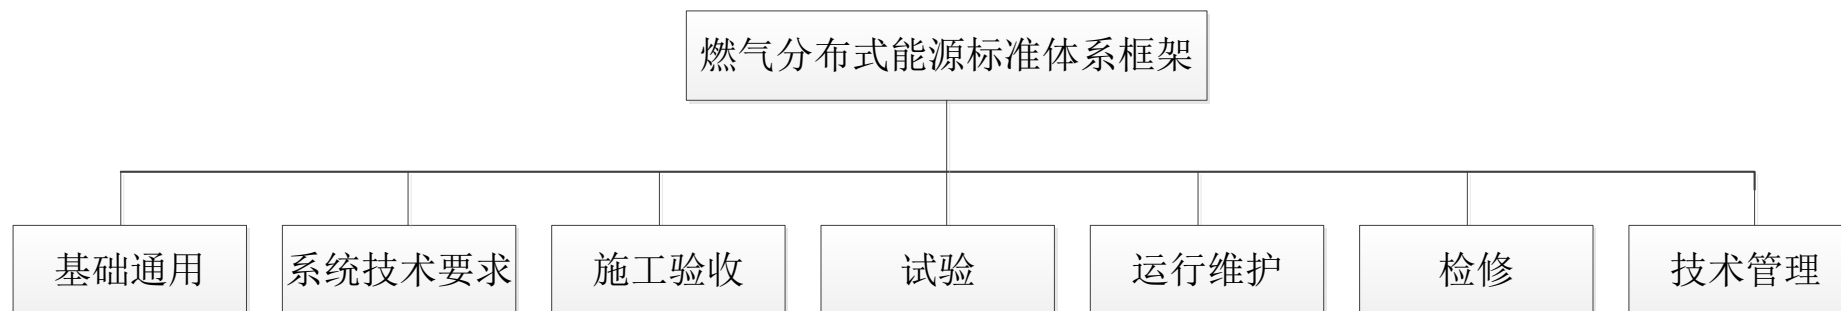 燃气分布式能源标准体系框架
基础通用
系统技术要求
施工验收
试验
运行维护
检修
技术管理